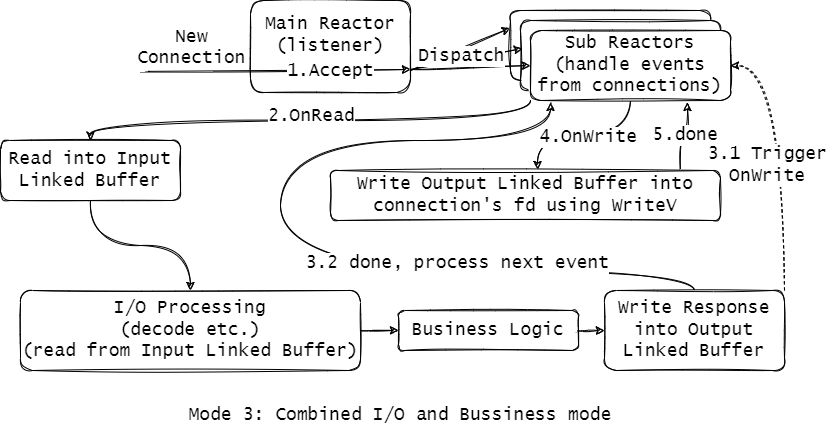 New
Connection
Main Reactor
(listener)
1.Accept
Dispatch
Sub Reactors
(handle events
from connections)
2.OnRead
4.OnWrite
5.done
3.1 Trigger
OnWrite
Read into Input
Linked Buffer
Write Output Linked Buffer into
connection's fd using WriteV
3.2 done, process next event
I/O Processing
(decode etc.)
(read from Input Linked Buffer)
Business Logic
Write Response
into Output
Linked Buffer
Mode 3: Combined I/O and Bussiness mode